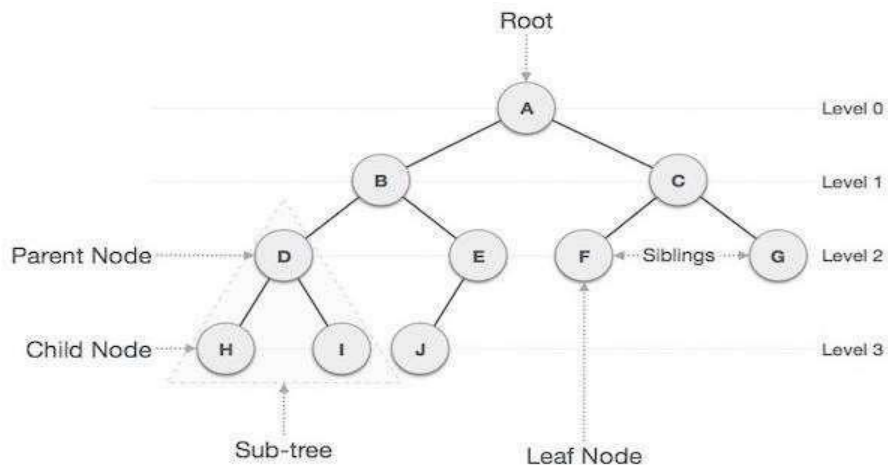 Root
A
Level 0
B
C
Level 1
Parent Node
D
E
F
Siblings
G
Level 2
Child Node
H
I
J
Level 3
Sub-tree
Leaf Node